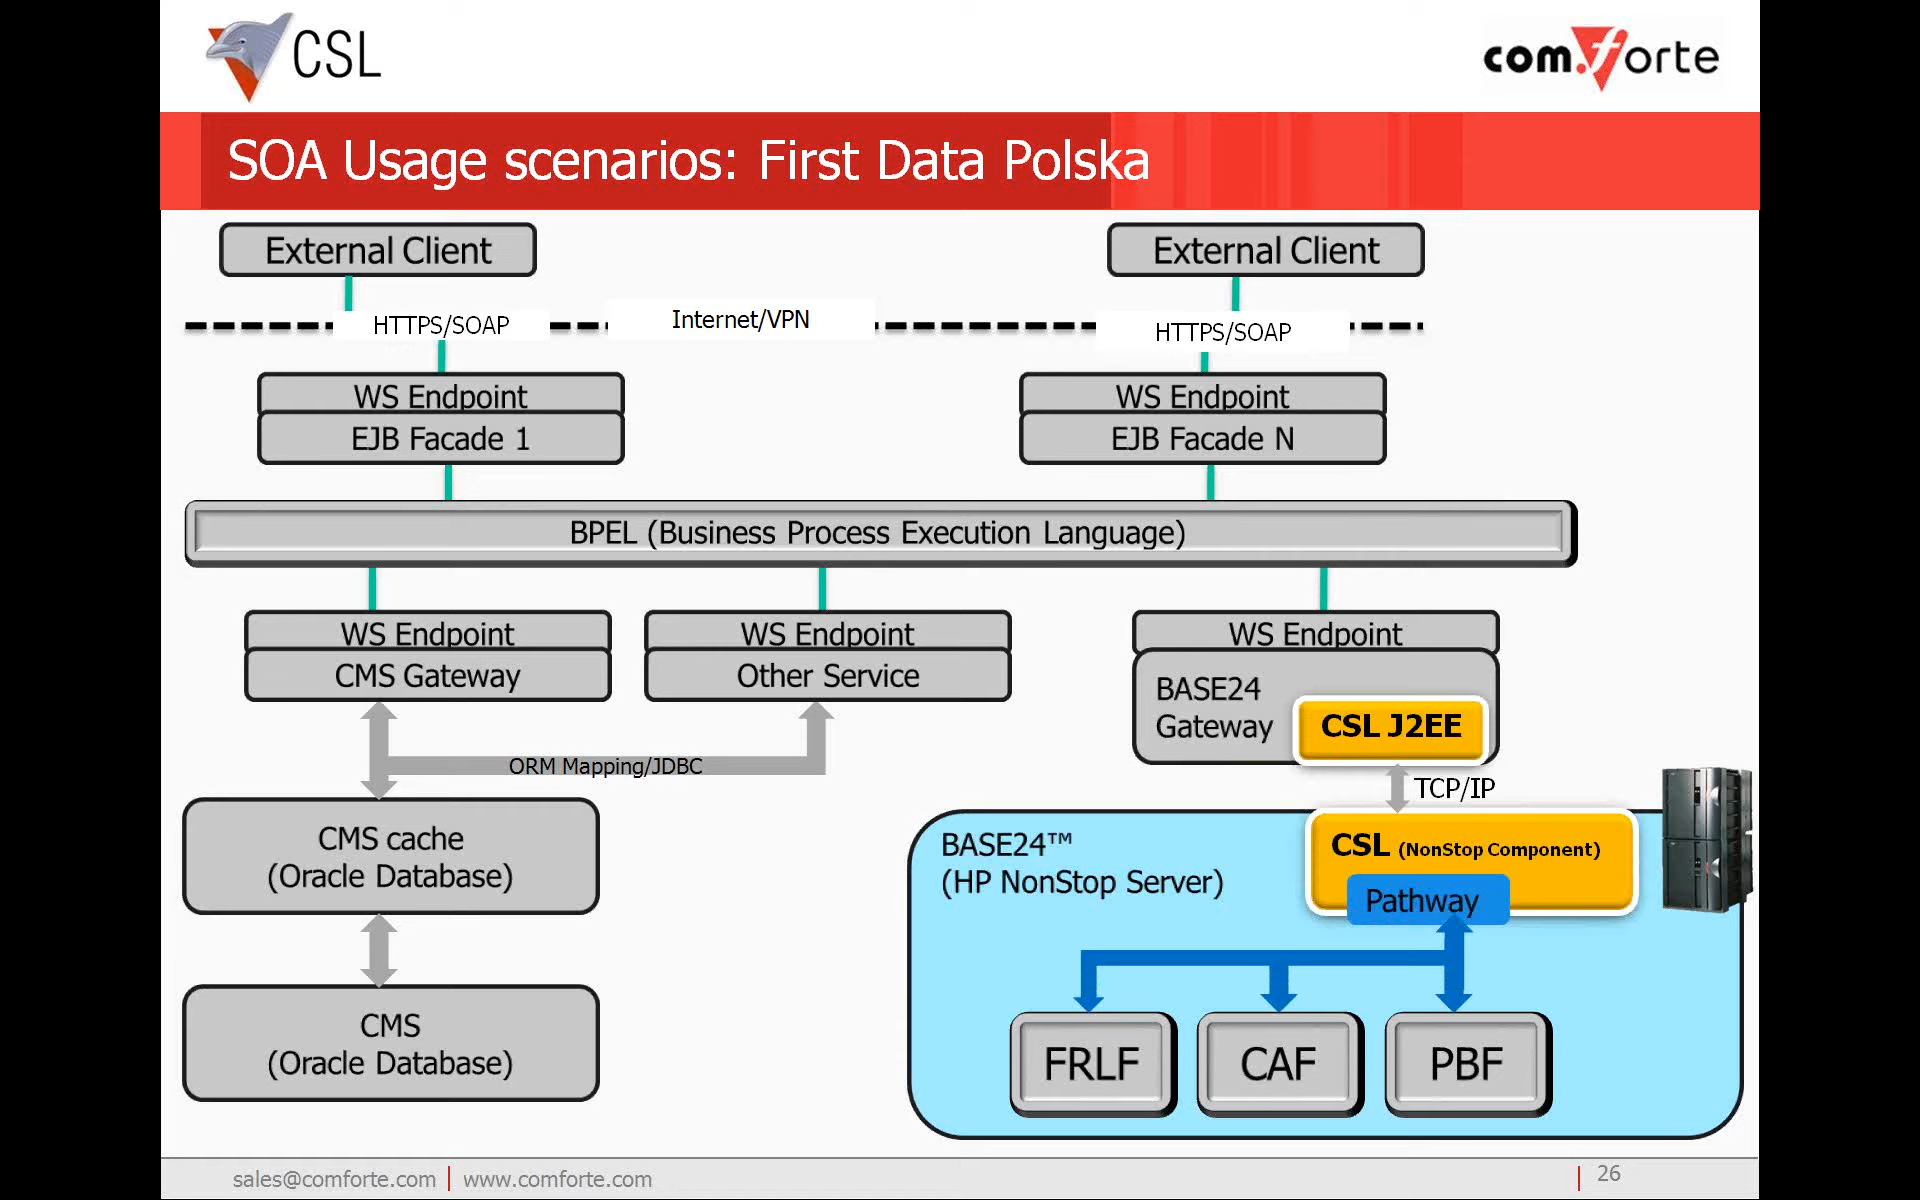 CSL
com.forte
SOA Usage scenarios: First Data Polska
External Client
External Client
HTTPS/SOAP
Internet/VPN
HTTPS/SOAP
WS Endpoint
EJB Facade 1
WS Endpoint
EJB Facade N
BPEL (Business Process Execution Language)
WS Endpoint
CMS Gateway
WS Endpoint
Other Service
WS Endpoint
BASE24
Gateway
CSL J2EE
ORM Mapping/JDBC
TCP/IP
CMS cache
(Oracle Database)
BASE24™
(HP NonStop Server)
CSL (NonStop Component)
Pathway
CMS
(Oracle Database)
FRLF
CAF
PBF
sales@comforte.com | www.comforte.com
26